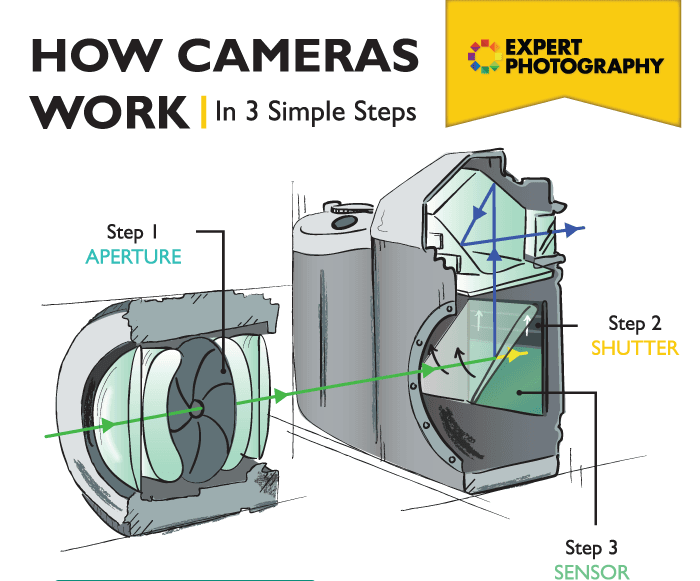 HOW CAMERAS
WORK | In 3 Simple Steps
EXPERT
PHOTOGRAPHY
Step 1
APERTURE
Step 2
SHUTTER
Step 3
SENSOR